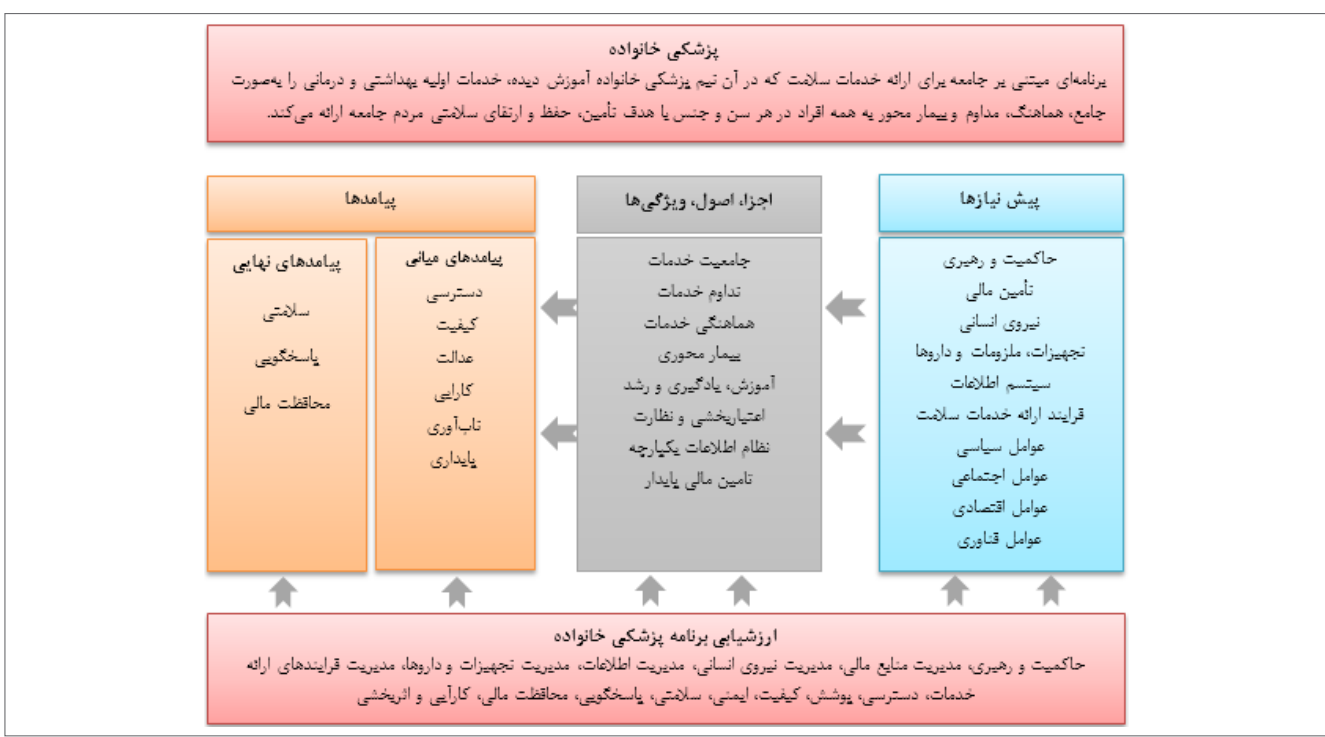 پزشکی خانواده
برنامه‌ای مبتنی بر جامعه برای ارائه خدمات سلامت که در آن تیم پزشکی خانواده آموزش دیده، خدمات اولیه بهداشتی و درمانی را به‌صورت
جامع، هماهنگ، مداوم و بیمار محور به همه افراد در هر سن و جنس با هدف تأمین، حفظ و ارتقای سلامتی مردم جامعه ارائه می‌کند.
پیش نیازها
حاکمیت و رهبری
تأمین مالی
نیروی انسانی
تجهیزات، ملزومات و داروها
سیتسم اطلاعات
فرایند ارائه خدمات سلامت
عوامل سیاسی
عوامل اجتماعی
عوامل اقتصادی
عوامل فناوری
اجزا، اصول، ویژگی‌ها
جامعیت خدمات
تداوم خدمات
هماهنگی خدمات
بیمار محوری
آموزش، یادگیری و رشد
اعتباربخشی و نظارت
نظام اطلاعات یکپارچه
تامین مالی پایدار
پیامدها
پیامدهای میانی
دسترسی
کیفیت
عدالت
کارایی
تاب‌آوری
پایداری
پیامدهای نهایی
سلامتی
پاسخگویی
محافظت مالی
ارزشیابی برنامه پزشکی خانواده
حاکمیت و رهبری، مدیریت منابع مالی، مدیریت نیروی انسانی، مدیریت اطلاعات، مدیریت تجهیزات و داروها، مدیریت فرایندهای ارائه
خدمات، دسترسی، پوشش، کیفیت، ایمنی، سلامتی، پاسخگویی، محافظت مالی، کارآیی و اثربخشی